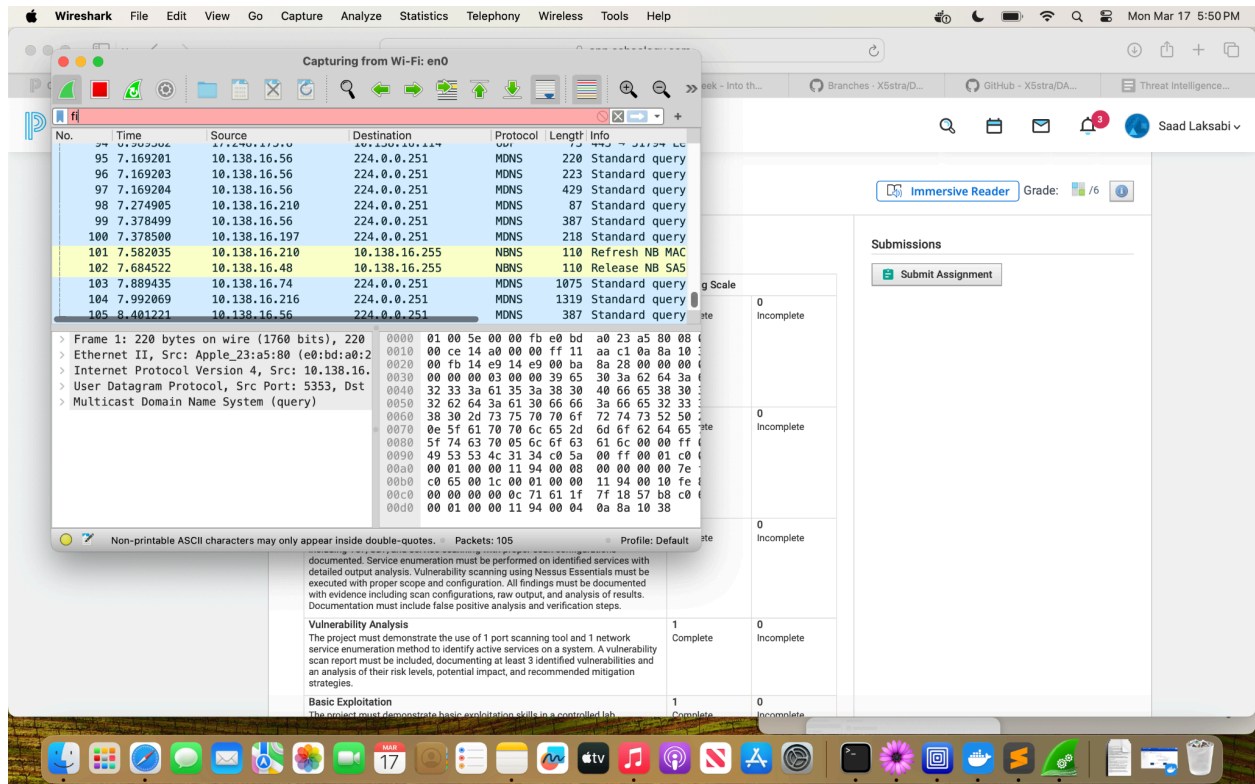 Wireshark File Edit View Go Capture Analyze Statistics Telephony Wireless Tools Help
Mon Mar 17 5:50 PM
Capturing from Wi-Fi: en0
eek - Into th...
Branches - X5stra/D...
GitHub - X5stra/DA...
Threat Intelligence...
fi
3
Saad Laksabi
No. Time Source Destination Protocol Length Info
95 7.169201 10.138.16.56 224.0.0.251 MDNS 220 Standard query
96 7.169203 10.138.16.56 224.0.0.251 MDNS 223 Standard query
97 7.169204 10.138.16.56 224.0.0.251 MDNS 429 Standard query
98 7.274905 10.138.16.210 224.0.0.251 MDNS 87 Standard query
99 7.378499 10.138.16.56 224.0.0.251 MDNS 387 Standard query
100 7.378500 10.138.16.197 224.0.0.251 MDNS 218 Standard query
101 7.582035 10.138.16.210 10.138.16.255 NBNS 110 Refresh NB MAC
102 7.684522 10.138.16.48 10.138.16.255 NBNS 110 Release NB SA5
103 7.889435 10.138.16.74 224.0.0.251 MDNS 1075 Standard query
104 7.992069 10.138.16.216 224.0.0.251 MDNS 1319 Standard query
105 8.401221 10.138.16.56 224.0.0.251 MDNS 387 Standard query
Frame 1: 220 bytes on wire (1760 bits), 220
Ethernet II, Src: Apple_23:a5:80 (e0:bd:a0:2
Internet Protocol Version 4, Src: 10.138.16.
User Datagram Protocol, Src Port: 5353, Dst
Multicast Domain Name System (query)
0000 01 00 5e 00 00 fb e0 bd a0 23 a5 80 08
0010 00 ce 14 a0 00 00 ff 11 aa c1 0a 8a 10
0020 00 fb 14 e9 14 e9 00 ba 8a 28 00 00 00
0030 00 00 00 03 00 00 39 65 30 3a 62 64 3a
0040 32 33 3a 61 35 3a 38 30 40 66 65 38 30
0050 32 62 64 3a 61 30 66 66 3a 66 65 32 33
0060 38 30 2d 73 75 70 70 6f 72 74 73 52 50
0070 0e 5f 61 70 70 6c 65 2d 6d 6f 62 64 65
0080 5f 74 63 70 05 6c 6f 63 61 6c 00 00 ff
0090 49 53 53 4c 31 34 c0 5a 00 ff 00 01 c0
00a0 00 01 00 00 11 94 00 08 00 00 00 00 7e
00b0 c0 65 00 1c 00 01 00 00 11 94 00 10 fe
00c0 00 00 00 00 0c 71 61 1f 7f 18 57 b8 c0
00d0 00 01 00 00 11 94 00 04 0a 8a 10 38
Non-printable ASCII characters may only appear inside double-quotes. Packets: 105 Profile: Default
Immersive Reader Grade: /6
Submissions
Submit Assignment
g Scale
0
Incomplete
0
Incomplete
0
Incomplete
documented. Service enumeration must be performed on identified services with
detailed output analysis. Vulnerability scanning using Nessus Essentials must be
executed with proper scope and configuration. All findings must be documented
with evidence including scan configurations, raw output, and analysis of results.
Documentation must include false positive analysis and verification steps.
Vulnerability Analysis 1 0
The project must demonstrate the use of 1 port scanning tool and 1 network Complete Incomplete
service enumeration method to identify active services on a system. A vulnerability
scan report must be included, documenting at least 3 identified vulnerabilities and
an analysis of their risk levels, potential impact, and recommended mitigation
strategies.
Basic Exploitation 1 0
The project must demonstrate basic exploitation skills in a controlled lab Complete Incomplete
MAR
17
tv